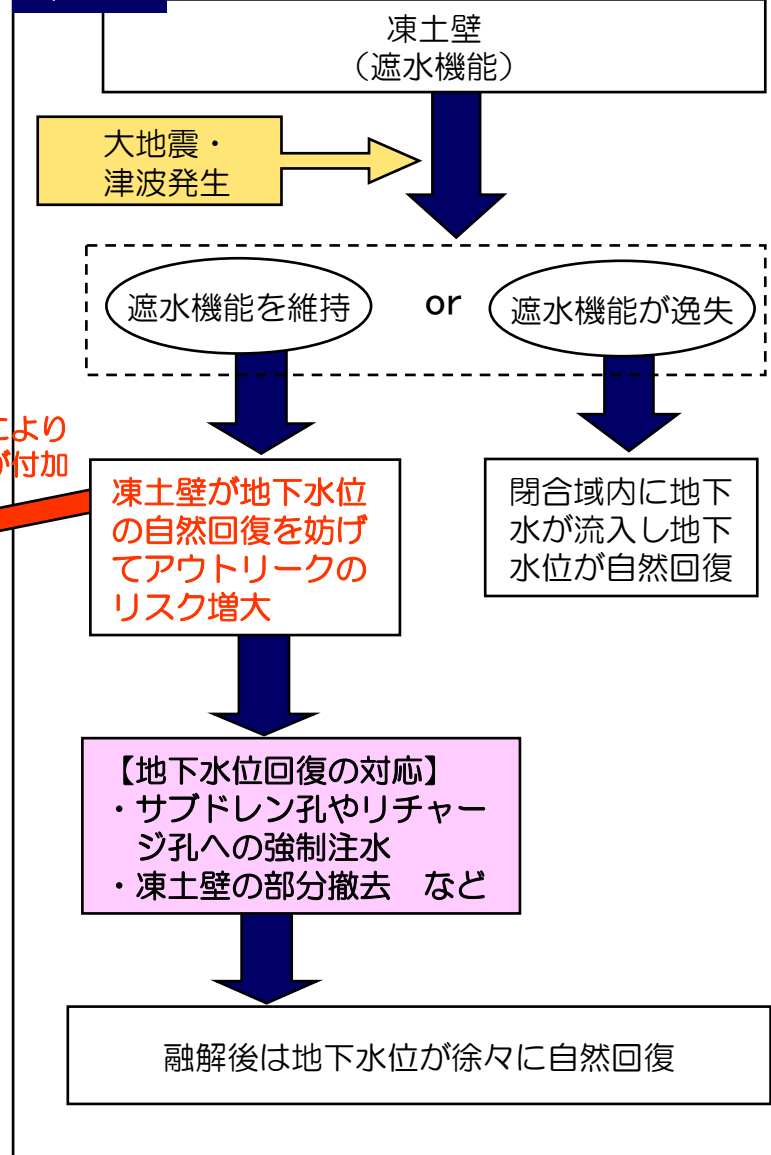 凍土壁
（遮水機能）
大地震・
津波発生
遮水機能を維持
or
遮水機能が逸失
により
が付加
凍土壁が地下水位
の自然回復を妨げ
てアウトリークの
リスク増大
閉合域内に地下
水が流入し地下
水位が自然回復
【地下水位回復の対応】
・サブドレン孔やリチャー
ジ孔への強制注水
・凍土壁の部分撤去　など
融解後は地下水位が徐々に自然回復